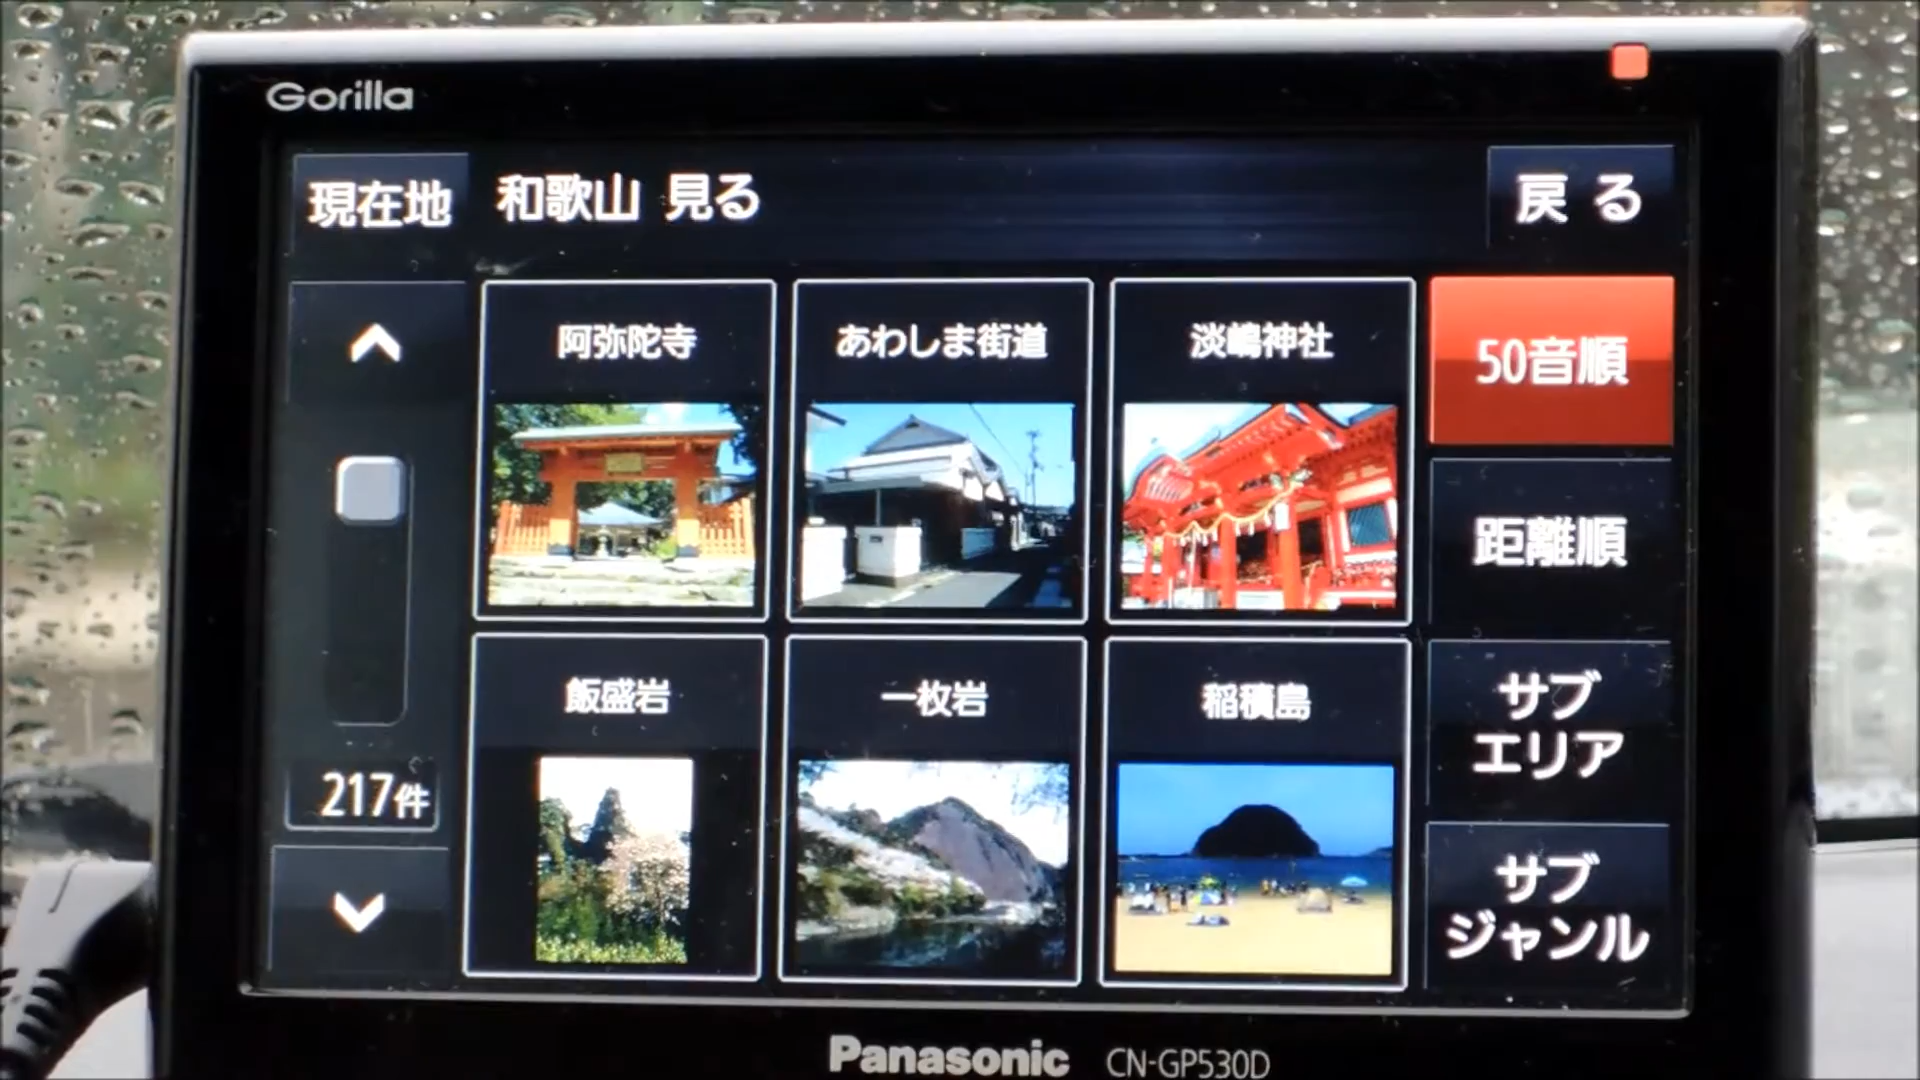 Gorilla
現在地
和歌山 見る
戻る
阿弥陀寺
あわしま街道
淡嶋神社
50音順
距離順
飯盛岩
一枚岩
稲積島
サブ
エリア
217件
サブ
ジャンル
Panasonic CN-GP530D